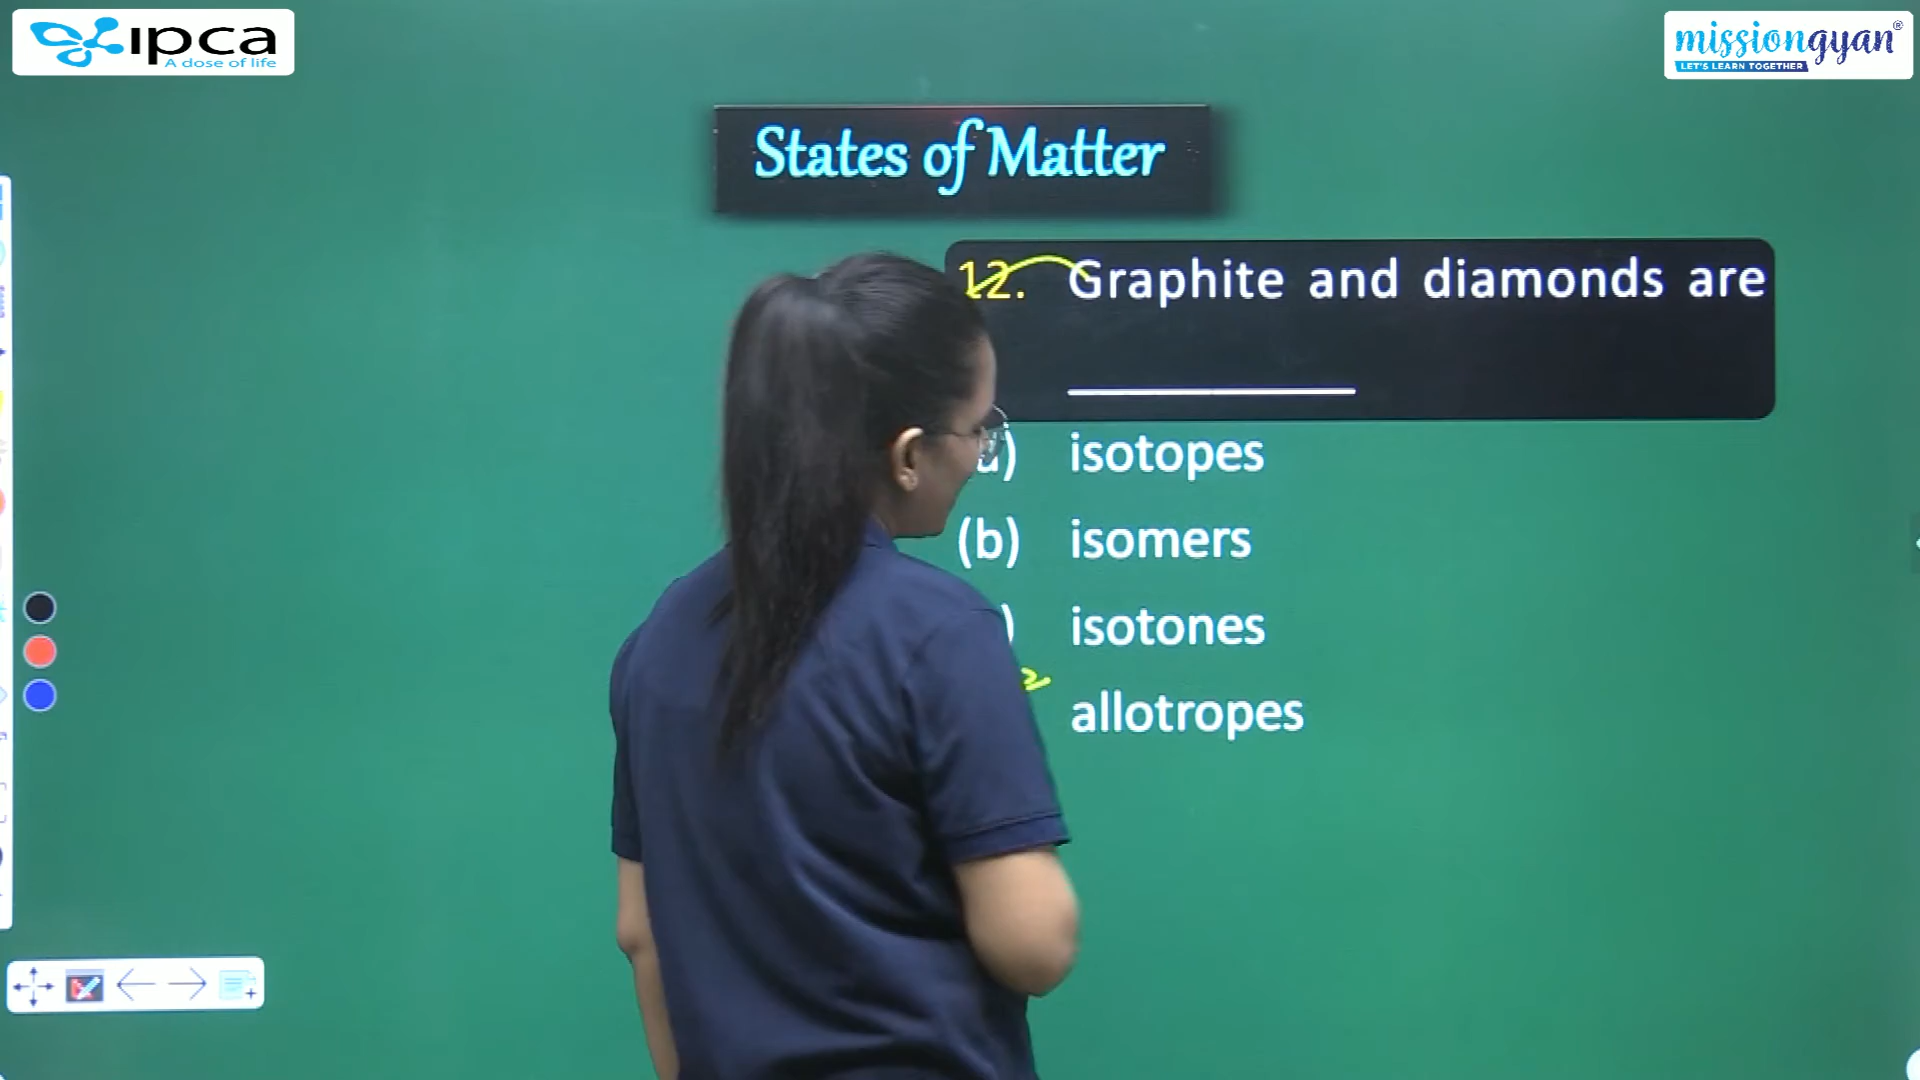 ipca
A dose of life
missiongyan®
LET'S LEARN TOGETHER
States of Matter
12. Graphite and diamonds are
isotopes
(b) isomers
isotones
allotropes